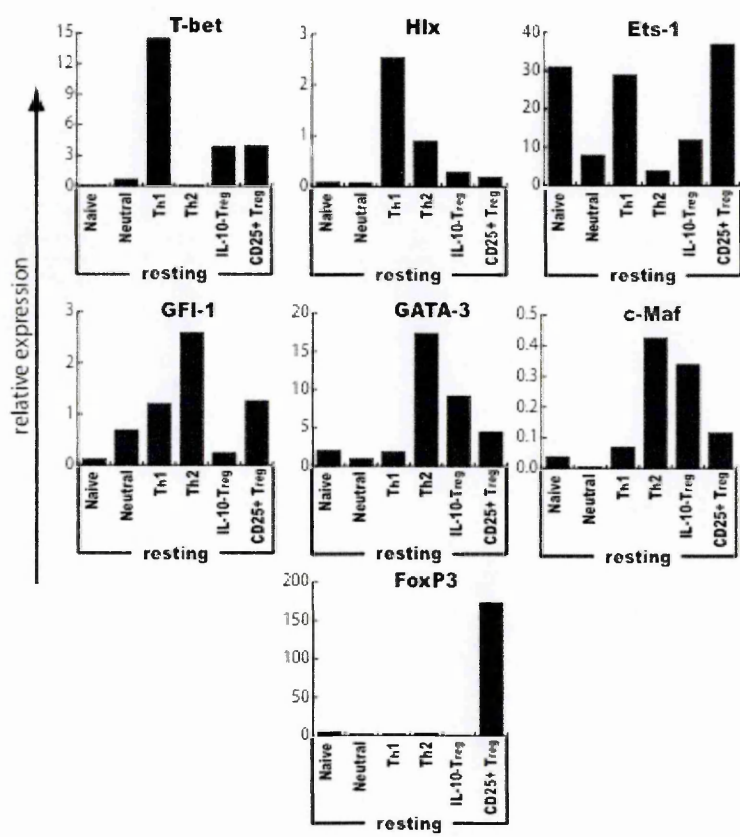 relative expression
T-bet
15
12
9
6
3
0
Naive
Neutral
Th1
Th2
IL-10-Treg
CD25+ Treg
resting
Hlx
3
2
1
0
Naive
Neutral
Th1
Th2
IL-10-Treg
CD25+ Treg
resting
Ets-1
40
30
20
10
0
Naive
Neutral
Th1
Th2
IL-10-Treg
CD25+ Treg
resting
GFI-1
3
2
1
0
Naive
Neutral
Th1
Th2
IL-10-Treg
CD25+ Treg
resting
GATA-3
20
15
10
5
0
Naive
Neutral
Th1
Th2
IL-10-Treg
CD25+ Treg
resting
c-Maf
0.5
0.4
0.3
0.2
0.1
0.0
Naive
Neutral
Th1
Th2
IL-10-Treg
CD25+ Treg
resting
FoxP3
200
150
100
50
0
Naive
Neutral
Th1
Th2
IL-10-Treg
CD25+ Treg
resting